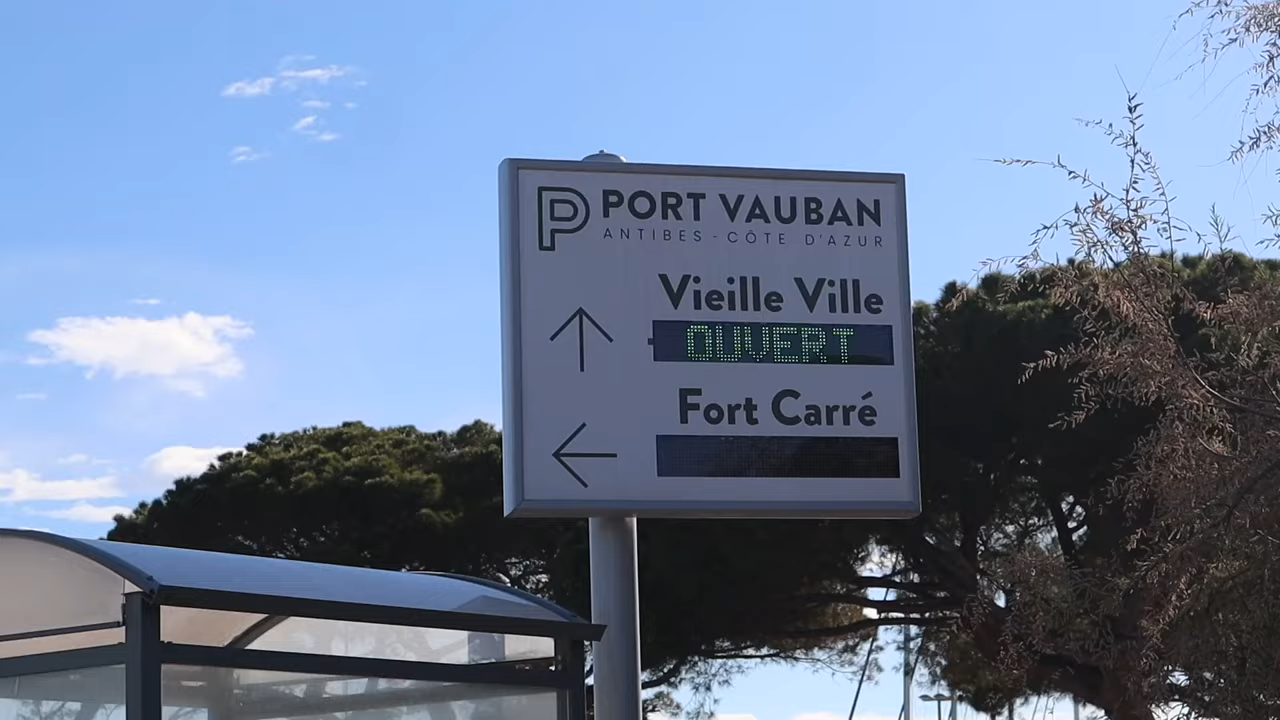 P PORT VAUBAN
ANTIBES - CÔTE D'AZUR
Vieille Ville
OUVERT
Fort Carré